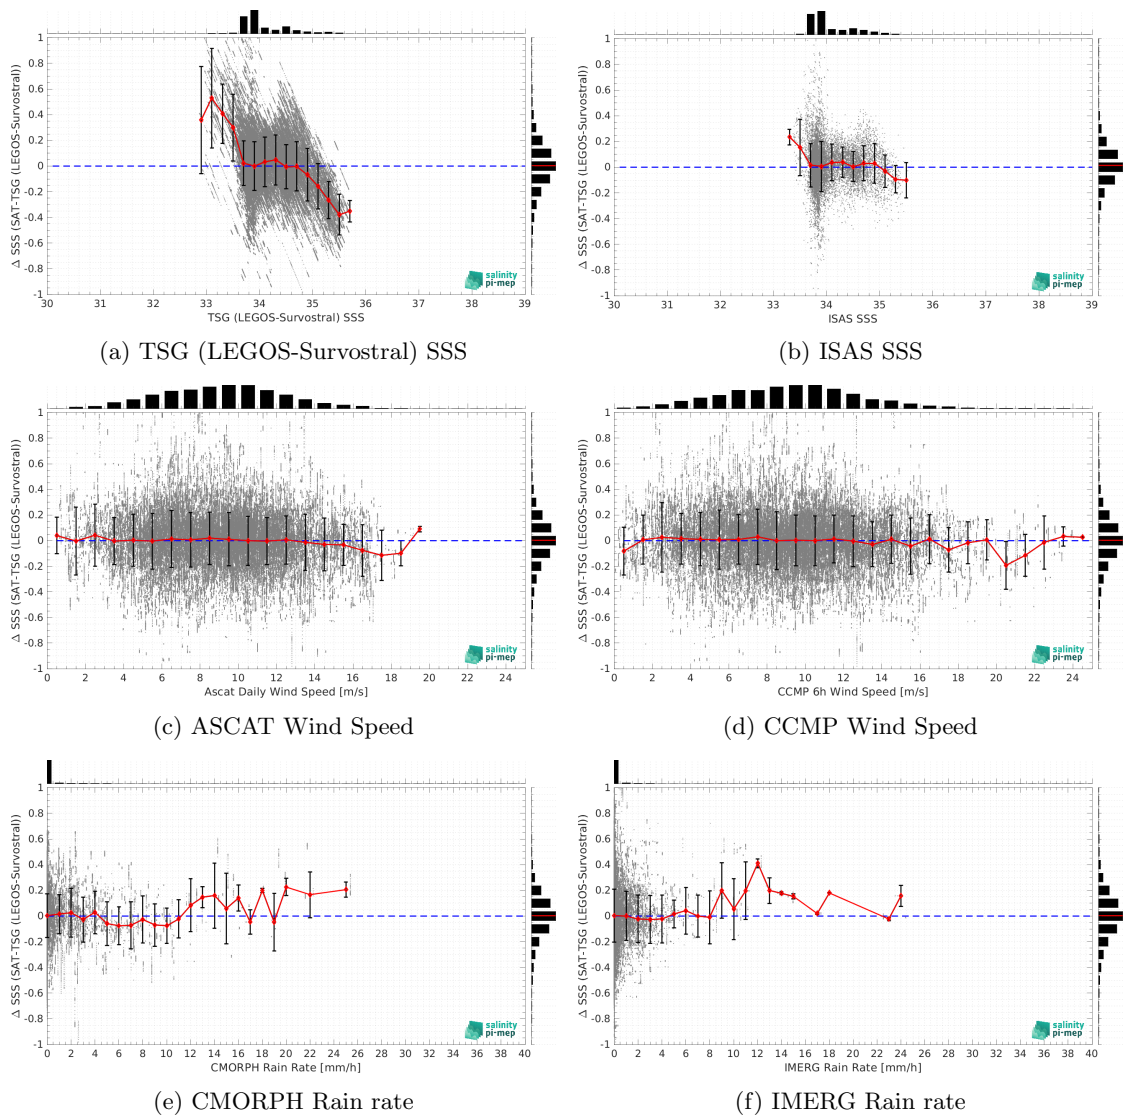 1
0.8
0.6
0.4
0.2
0
-0.2
-0.4
-0.6
-0.8
-1
Δ SSS (SAT-TSG (LEGOS-Survostral))
30 31 32 33 34 35 36 37 38 39
TSG (LEGOS-Survostral) SSS
salinity
pi-mep
(a) TSG (LEGOS-Survostral) SSS
1
0.8
0.6
0.4
0.2
0
-0.2
-0.4
-0.6
-0.8
-1
Δ SSS (SAT-TSG (LEGOS-Survostral))
30 31 32 33 34 35 36 37 38 39
ISAS SSS
salinity
pi-mep
(b) ISAS SSS
1
0.8
0.6
0.4
0.2
0
-0.2
-0.4
-0.6
-0.8
-1
Δ SSS (SAT-TSG (LEGOS-Survostral))
0 2 4 6 8 10 12 14 16 18 20 22 24
Ascat Daily Wind Speed [m/s]
salinity
pi-mep
(c) ASCAT Wind Speed
1
0.8
0.6
0.4
0.2
0
-0.2
-0.4
-0.6
-0.8
-1
Δ SSS (SAT-TSG (LEGOS-Survostral))
0 2 4 6 8 10 12 14 16 18 20 22 24
CCMP 6h Wind Speed [m/s]
salinity
pi-mep
(d) CCMP Wind Speed
1
0.8
0.6
0.4
0.2
0
-0.2
-0.4
-0.6
-0.8
-1
Δ SSS (SAT-TSG (LEGOS-Survostral))
0 2 4 6 8 10 12 14 16 18 20 22 24 26 28 30 32 34 36 38 40
CMORPH Rain Rate [mm/h]
salinity
pi-mep
(e) CMORPH Rain rate
1
0.8
0.6
0.4
0.2
0
-0.2
-0.4
-0.6
-0.8
-1
Δ SSS (SAT-TSG (LEGOS-Survostral))
0 2 4 6 8 10 12 14 16 18 20 22 24 26 28 30 32 34 36 38 40
IMERG Rain Rate [mm/h]
salinity
pi-mep
(f) IMERG Rain rate